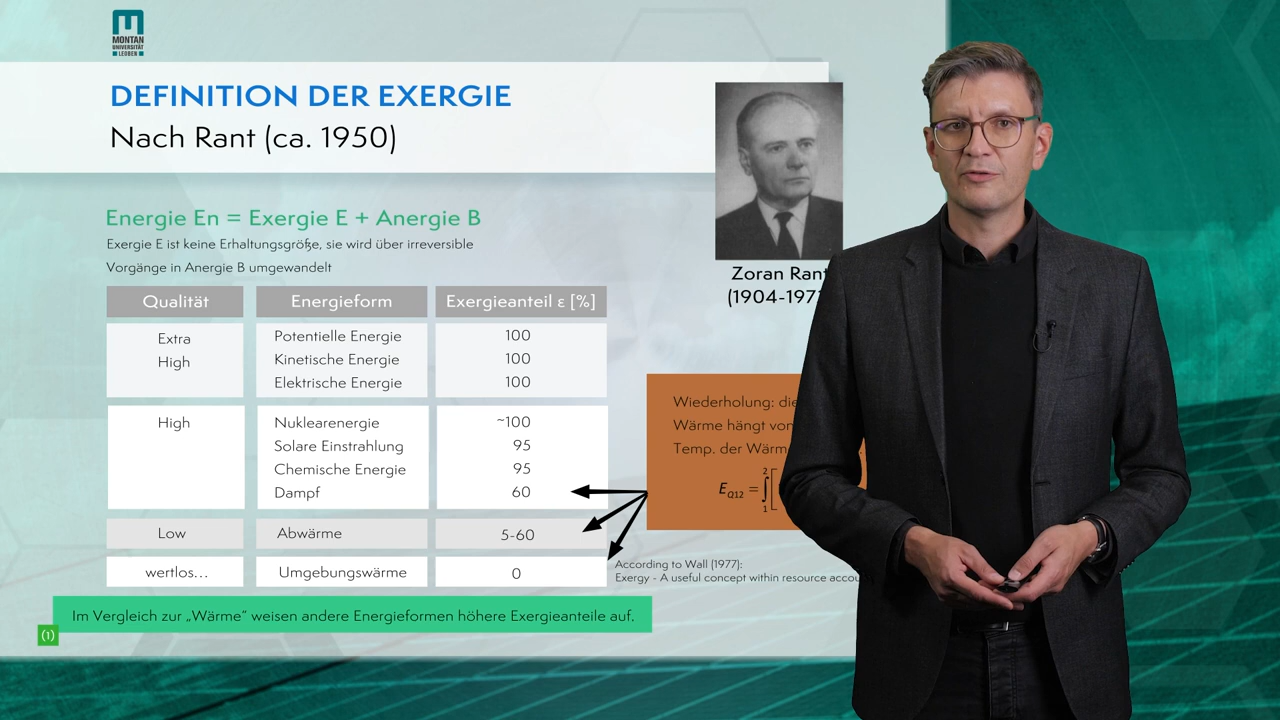 MONTAN
UNIVERSITÄT
LEOBEN
DEFINITION DER EXERGIE
Nach Rant (ca. 1950)
Zoran Rant
(1904-197
Energie En = Exergie E + Anergie B
Exergie E ist keine Erhaltungsgröße, sie wird über irreversible
Vorgänge in Anergie B umgewandelt
Qualität Energieform Exergieanteil ε [%]
Extra High Potentielle Energie 100
Kinetische Energie 100
Elektrische Energie 100
High Nuklearenergie ~100
Solare Einstrahlung 95
Chemische Energie 95
Dampf 60
Low Abwärme 5-60
wertlos... Umgebungswärme 0
Wiederholung: die
Wärme hängt von
Temp. der Wärm
E_Q12 = ∫₁² [
According to Wall (1977):
Exergy - A useful concept within resource accou
Im Vergleich zur „Wärme“ weisen andere Energieformen höhere Exergieanteile auf.
(1)